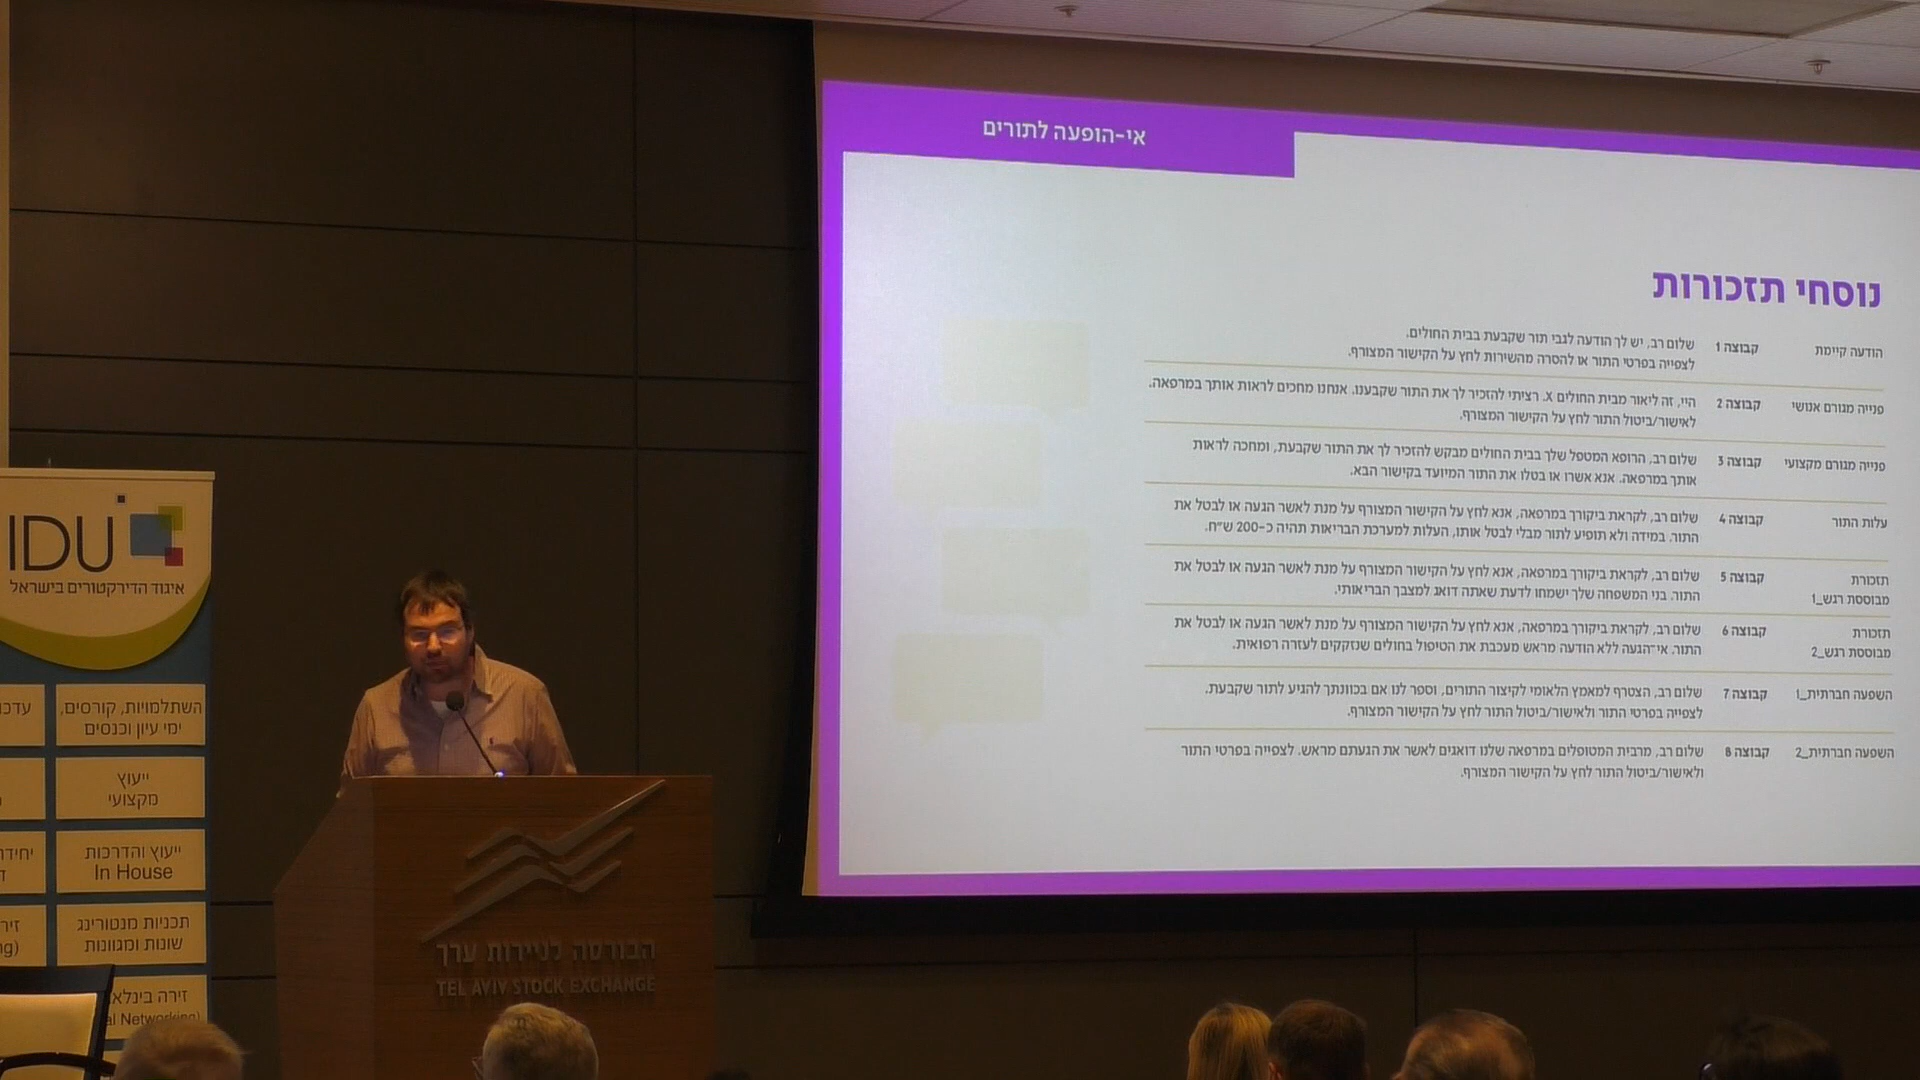 אי-הופעה לתורים
נוסחי תזכורות
הודעה קיימת
קבוצה 1
שלום רב, יש לך הודעה לגבי תור שקבעת בבית החולים.
לצפייה בפרטי התור או להסרה מהשירות לחץ על הקישור המצורף.
פנייה מגורם אנושי
קבוצה 2
היי, זה ליאור מבית החולים X. רציתי להזכיר לך את התור שקבענו. אנחנו מחכים לראות אותך במרפאה.
לאישור/ביטול התור לחץ על הקישור המצורף.
פנייה מגורם מקצועי
קבוצה 3
שלום רב, הרופא המטפל שלך בבית החולים מבקש להזכיר לך את התור שקבעת, ומחכה לראות
אותך במרפאה. אנא אשרו או בטלו את התור המיועד בקישור הבא.
עלות התור
קבוצה 4
שלום רב, לקראת ביקורך במרפאה, אנא לחץ על הקישור המצורף על מנת לאשר הגעה או לבטל את
התור. במידה ולא תופיע לתור מבלי לבטל אותו, העלות למערכת הבריאות תהיה כ-200 ש״ח.
תזכורת
מבוססת רגש_1
קבוצה 5
שלום רב, לקראת ביקורך במרפאה, אנא לחץ על הקישור המצורף על מנת לאשר הגעה או לבטל את
התור. בני המשפחה שלך ישמחו לדעת שאתה דואג למצבך הבריאותי.
תזכורת
מבוססת רגש_2
קבוצה 6
שלום רב, לקראת ביקורך במרפאה, אנא לחץ על הקישור המצורף על מנת לאשר הגעה או לבטל את
התור. אי־הגעה ללא הודעה מראש מעכבת את הטיפול בחולים שנזקקים לעזרה רפואית.
השפעה חברתית_1
קבוצה 7
שלום רב, הצטרף למאמץ הלאומי לקיצור התורים, וספר לנו אם בכוונתך להגיע לתור שקבעת.
לצפייה בפרטי התור ולאישור/ביטול התור לחץ על הקישור המצורף.
השפעה חברתית_2
קבוצה 8
שלום רב, מרבית המטופלים במרפאה שלנו דואגים לאשר את הגעתם מראש. לצפייה בפרטי התור
ולאישור/ביטול התור לחץ על הקישור המצורף.
IDU
איגוד הדירקטורים בישראל
השתלמויות, קורסים,
ימי עיון וכנסים
ייעוץ
מקצועי
ייעוץ והדרכות
In House
תכניות מנטורינג
שונות ומגוונות
הבורסה לניירות ערך
TEL AVIV STOCK EXCHANGE